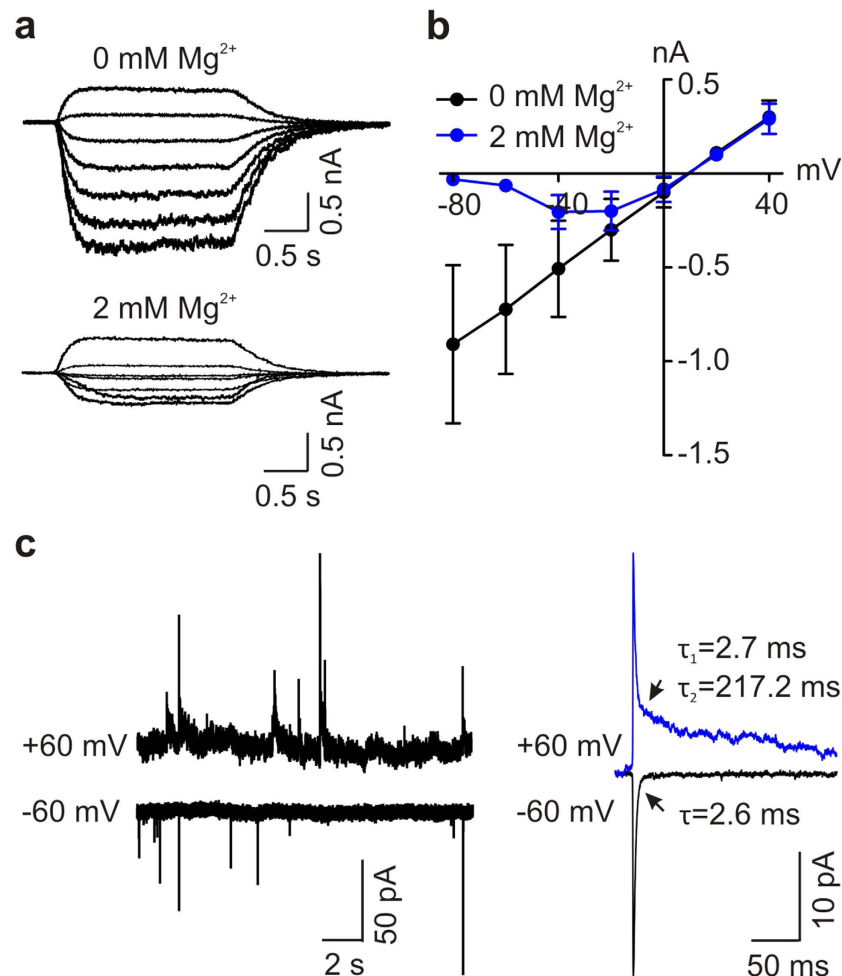 a
0 mM Mg²⁺
0.5 nA
0.5 s
2 mM Mg²⁺
0.5 nA
0.5 s
b
nA
0.5
0 mM Mg²⁺
2 mM Mg²⁺
mV
-80
-40
40
-0.5
-1.0
-1.5
c
+60 mV
-60 mV
50 pA
2 s
τ₁=2.7 ms
τ₂=217.2 ms
+60 mV
-60 mV
τ=2.6 ms
10 pA
50 ms